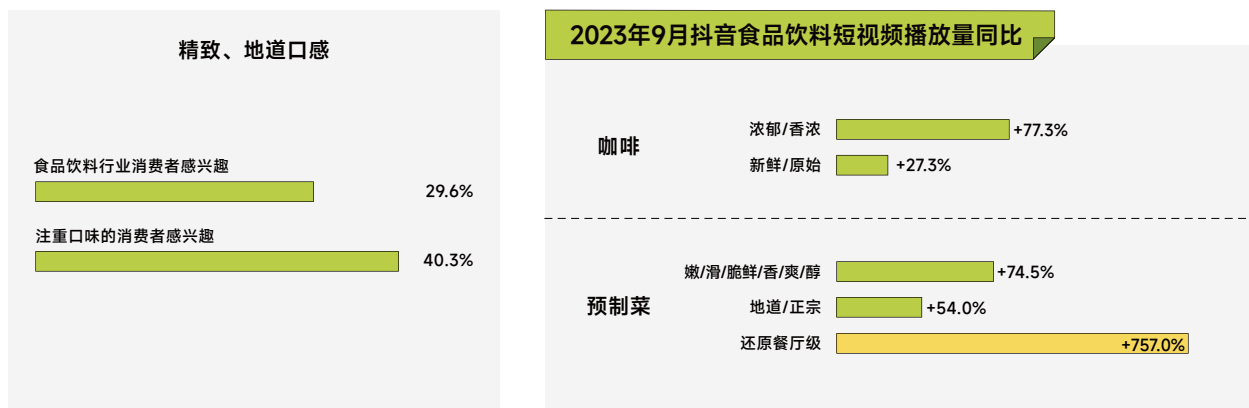 精致、地道口感
食品饮料行业消费者感兴趣
29.6%
注重口味的消费者感兴趣
40.3%
2023年9月抖音食品饮料短视频播放量同比
咖啡
浓郁/香浓 +77.3%
新鲜/原始 +27.3%
预制菜
嫩/滑/脆鲜/香/爽/醇 +74.5%
地道/正宗 +54.0%
还原餐厅级 +757.0%